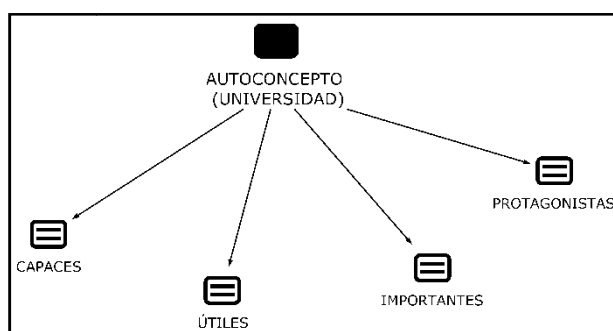 AUTOCONCEPTO
(UNIVERSIDAD)
PROTAGONISTAS
CAPACES
IMPORTANTES
ÚTILES